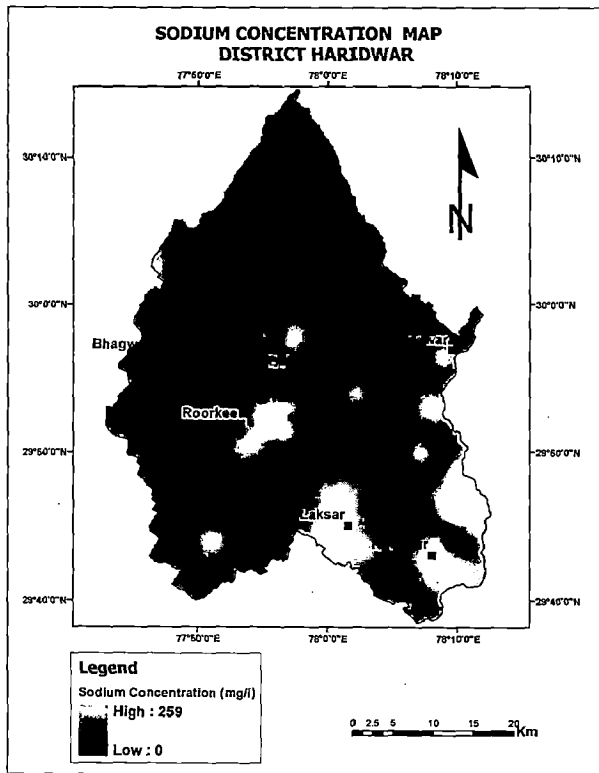 SODIUM CONCENTRATION MAP
DISTRICT HARIDWAR
77°50'0"E 78°0'0"E 78°10'0"E
30°10'0"N 30°10'0"N
N
30°0'0"N 30°0'0"N
Roorkee
29°50'0"N 29°50'0"N
Laksar
29°40'0"N 29°40'0"N
77°50'0"E 78°0'0"E 78°10'0"E
Legend
Sodium Concentration (mg/l)
High : 259
Low : 0
0 2.5 5 10 15 20
Km